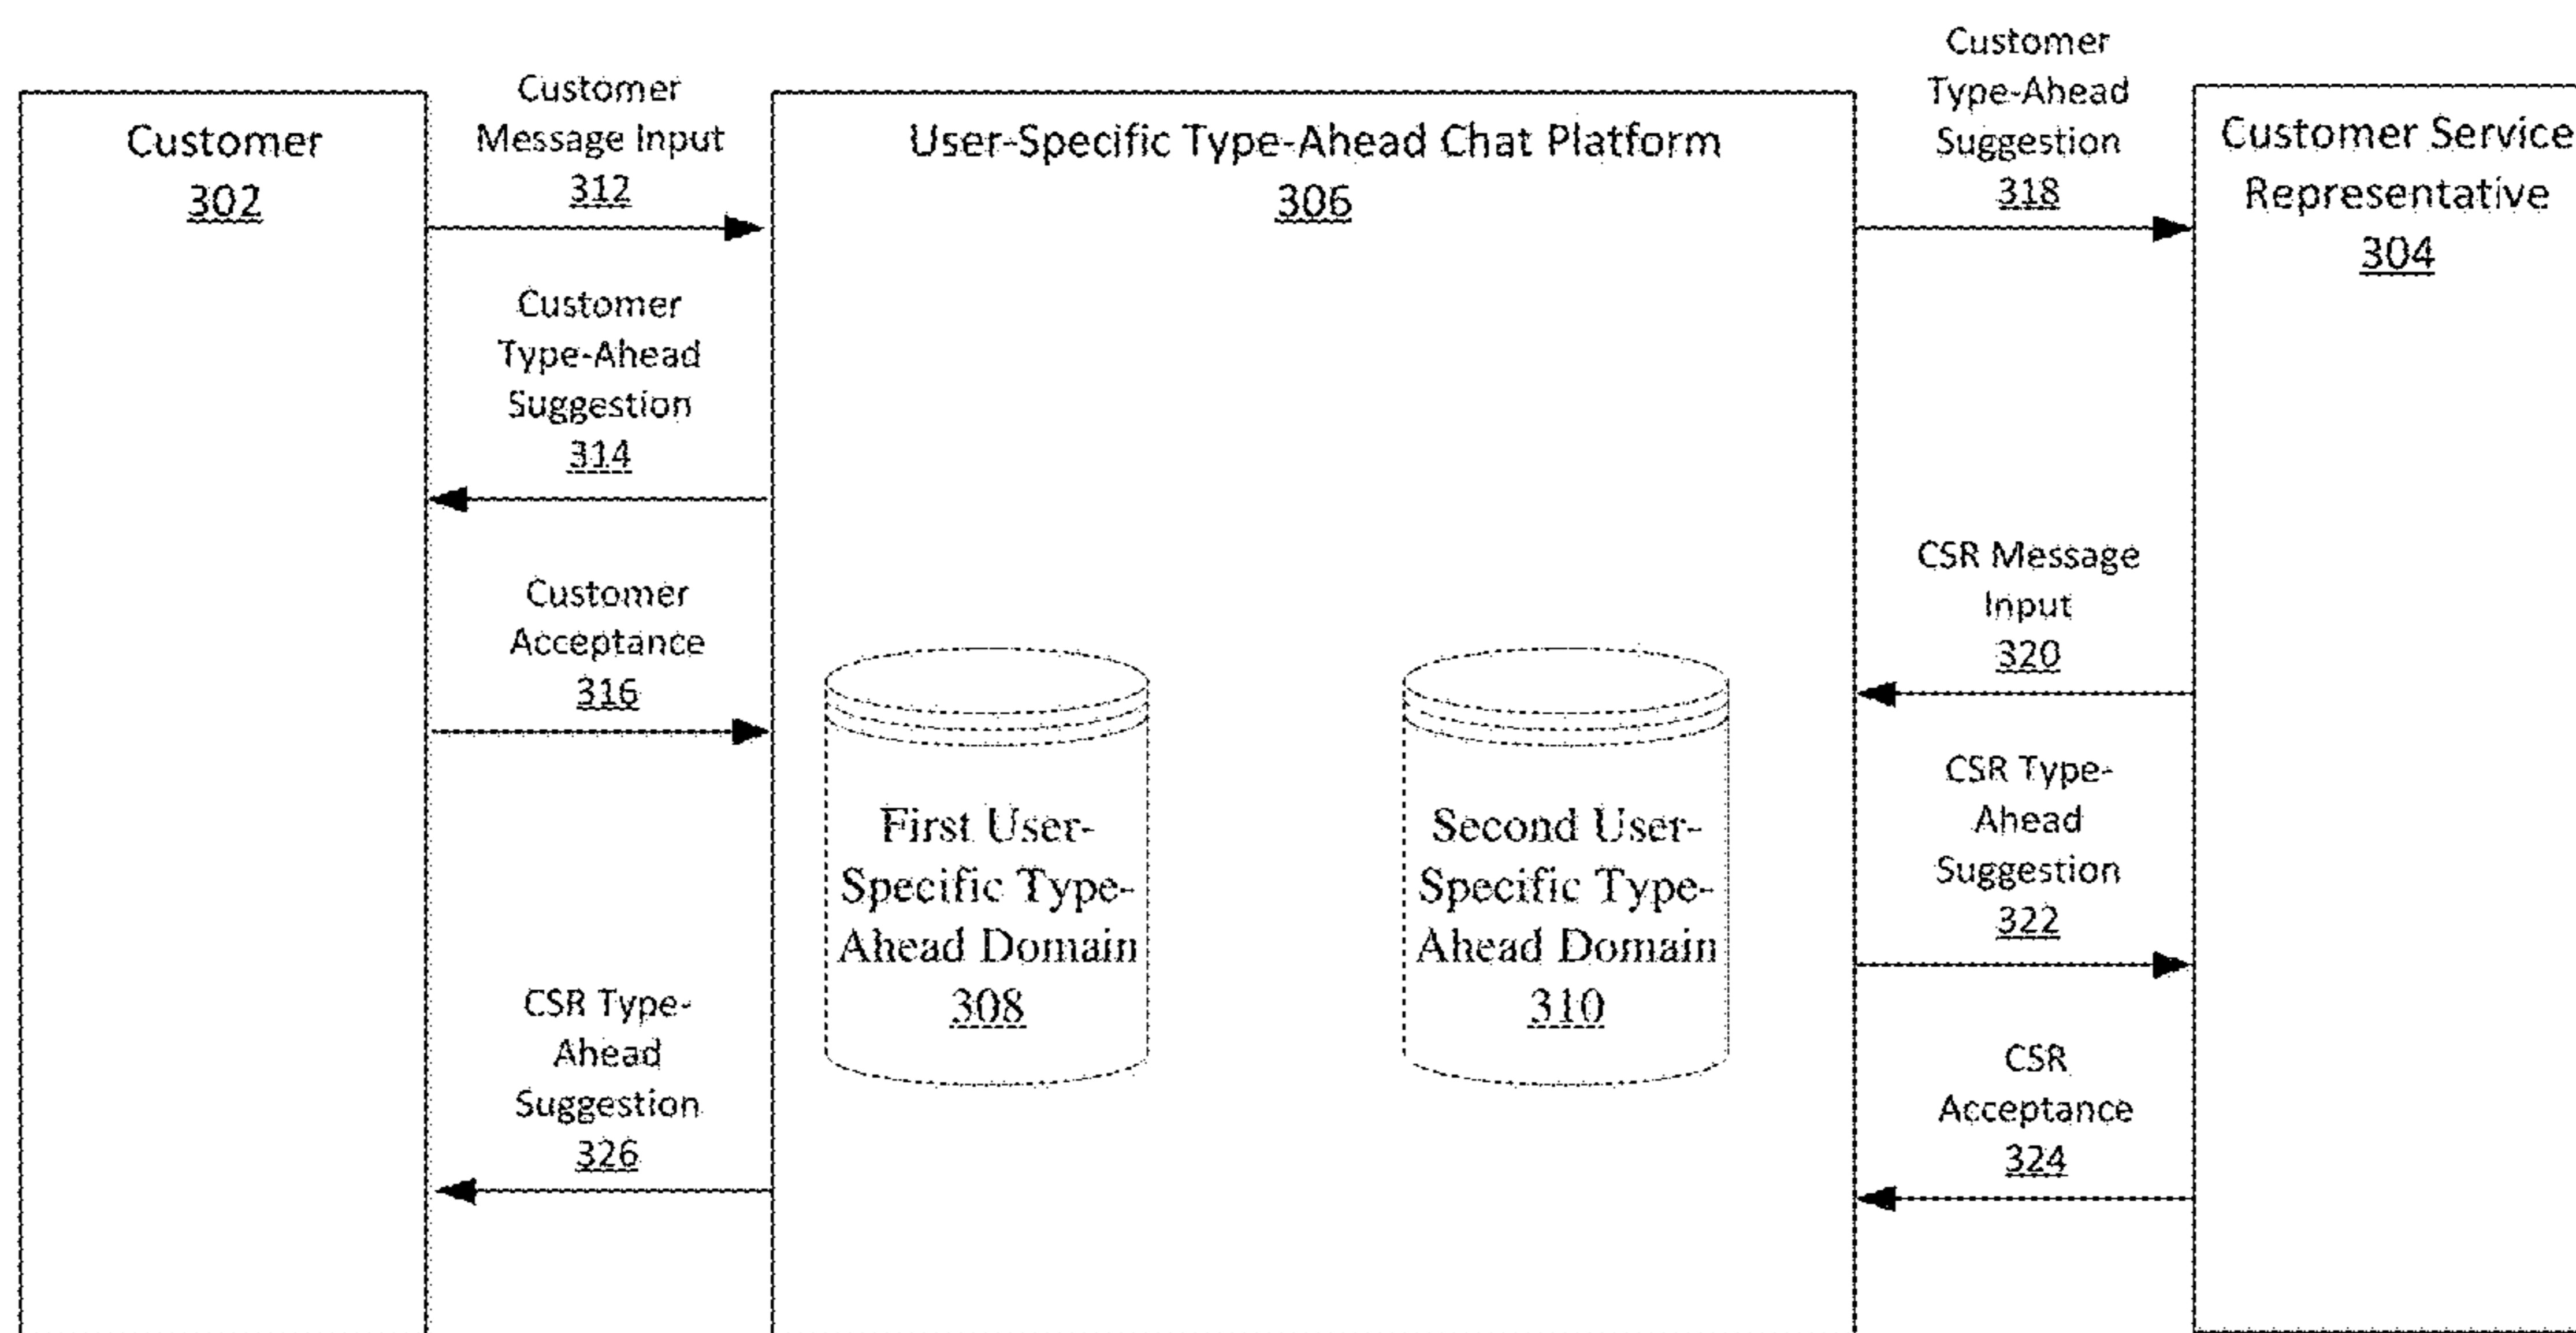 Customer
302
Customer
Message Input
312
Customer
Type-Ahead
Suggestion
314
Customer
Acceptance
316
CSR Type-
Ahead
Suggestion
326
User-Specific Type-Ahead Chat Platform
306
First User-
Specific Type-
Ahead Domain
308
Second User-
Specific Type-
Ahead Domain
310
Customer
Type-Ahead
Suggestion
318
CSR Message
Input
320
CSR Type-
Ahead
Suggestion
322
CSR
Acceptance
324
Customer Service
Representative
304